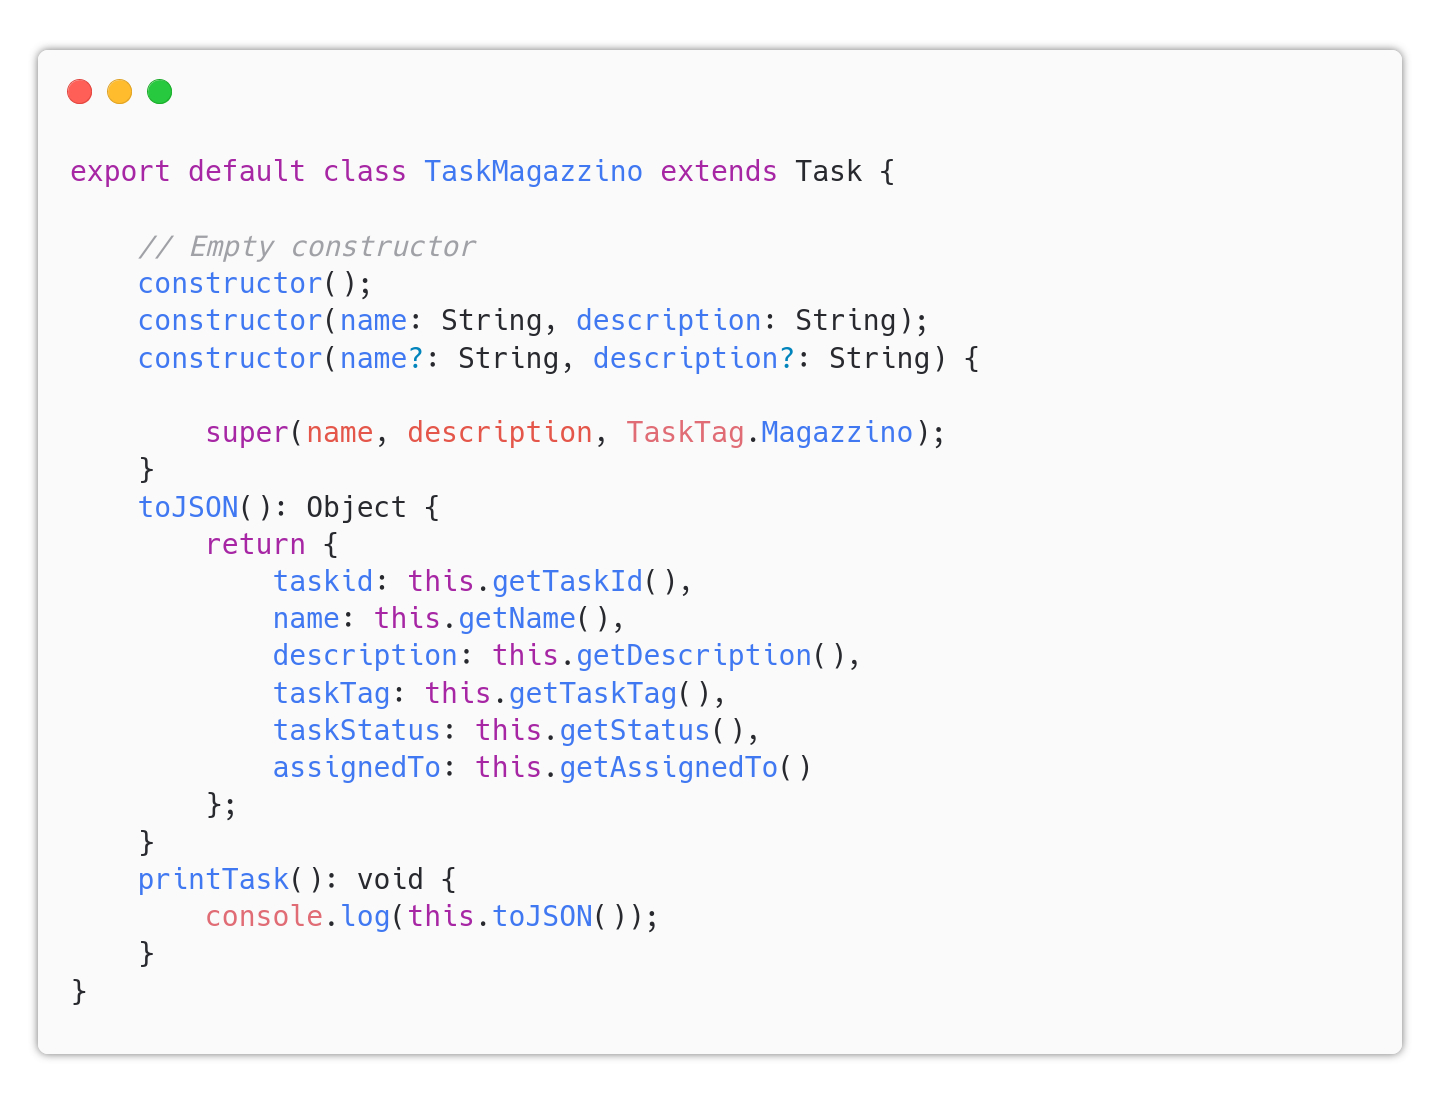 export default class TaskMagazzino extends Task {
// Empty constructor
constructor();
constructor(name: String, description: String);
constructor(name?: String, description?: String) {
super(name, description, TaskTag.Magazzino);
}
toJSON(): Object {
return {
taskid: this.getTaskId(),
name: this.getName(),
description: this.getDescription(),
taskTag: this.getTaskTag(),
taskStatus: this.getStatus(),
assignedTo: this.getAssignedTo()
};
}
printTask(): void {
console.log(this.toJSON());
}
}